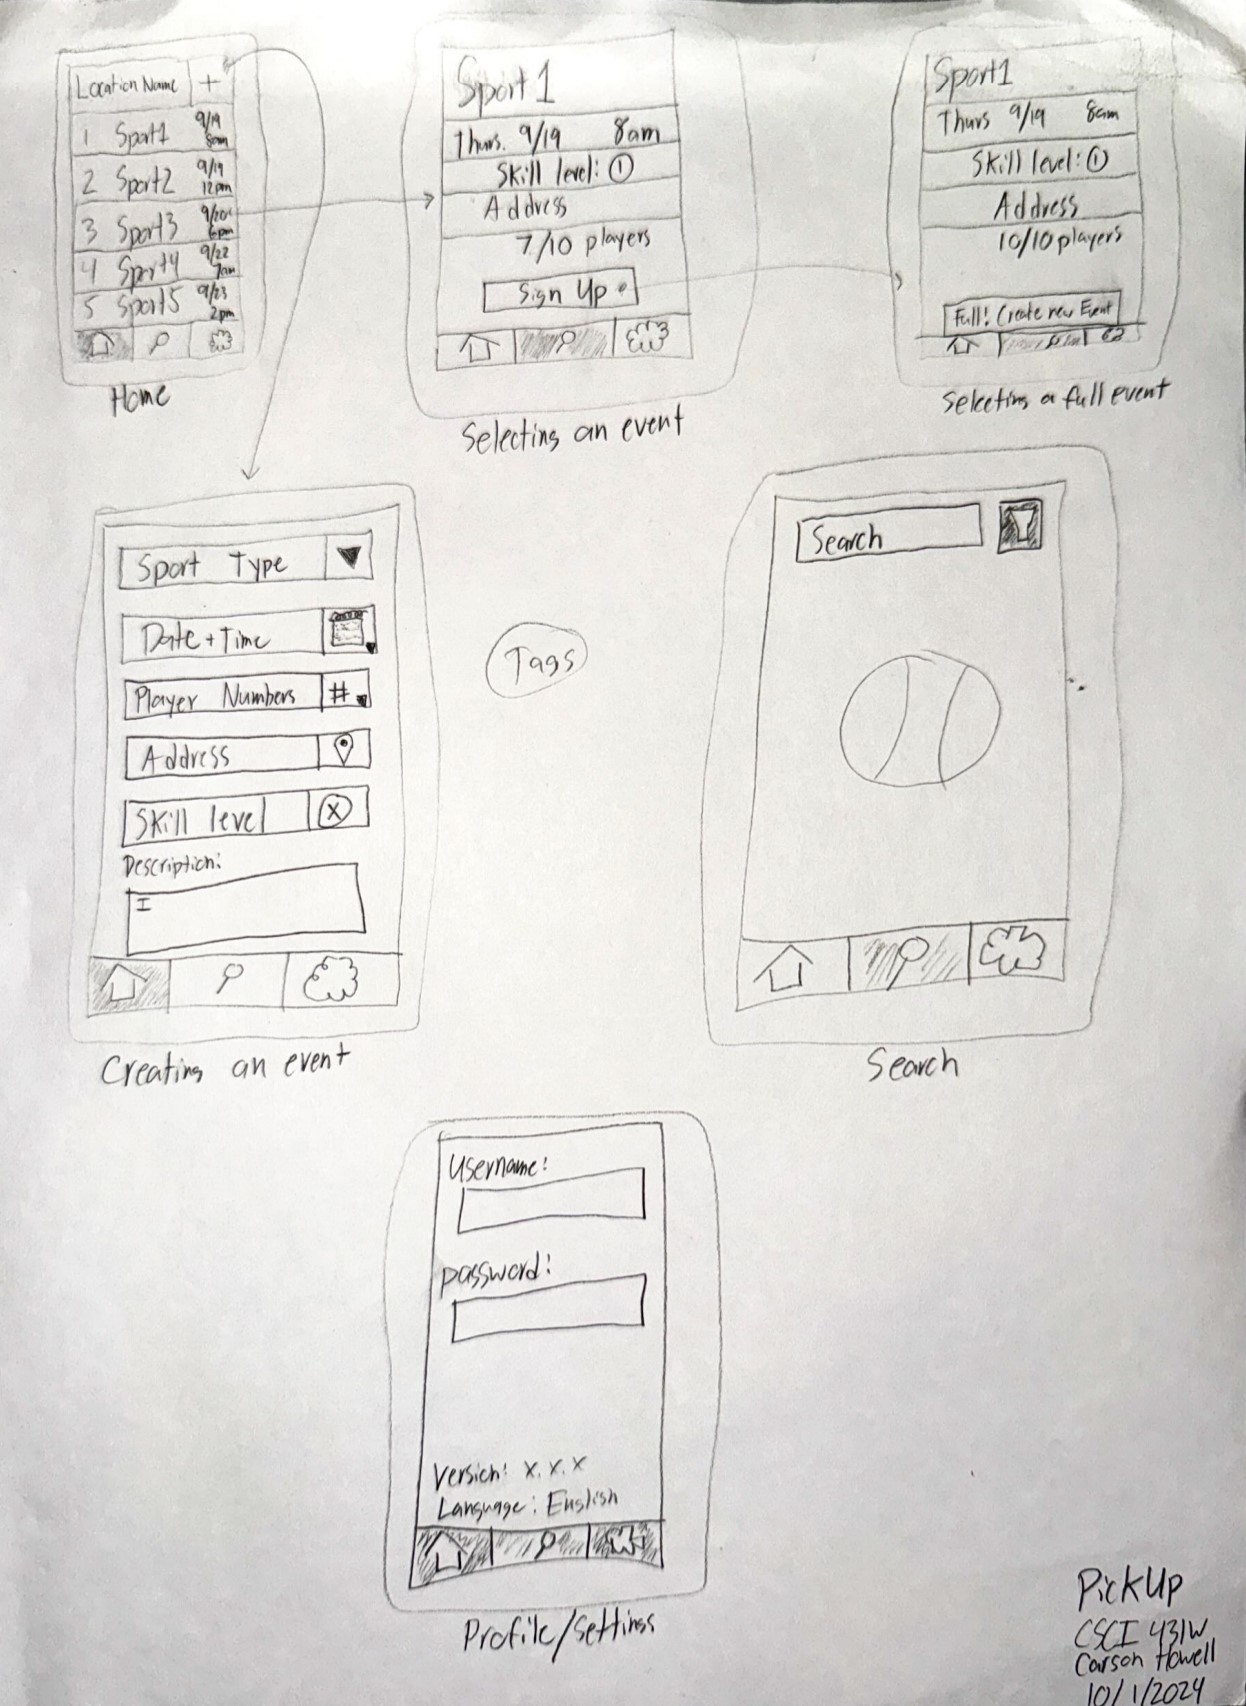 Location Name +
1 Sport1 9/19 8am
2 Sport2 9/19 12pm
3 Sport3 9/20 6pm
4 Sport4 9/22 7am
5 Sport5 9/23 2pm
Home
Sport 1
Thurs. 9/19 8am
Skill level: 1
Address
7/10 players
Sign Up
Selecting an event
Sport1
Thurs 9/19 8am
Skill level: 1
Address
10/10 players
Full! Create new Event
Selecting a full event
Sport Type
Date + Time
Player Numbers #
Address
Skill level X
Description:
I
Creating an event
Tags
Search
Search
Username:
password:
Version: x.x.x
Language: English
Profile/Settings
PickUp
CSCI 431W
Carson Howell
10/1/2024